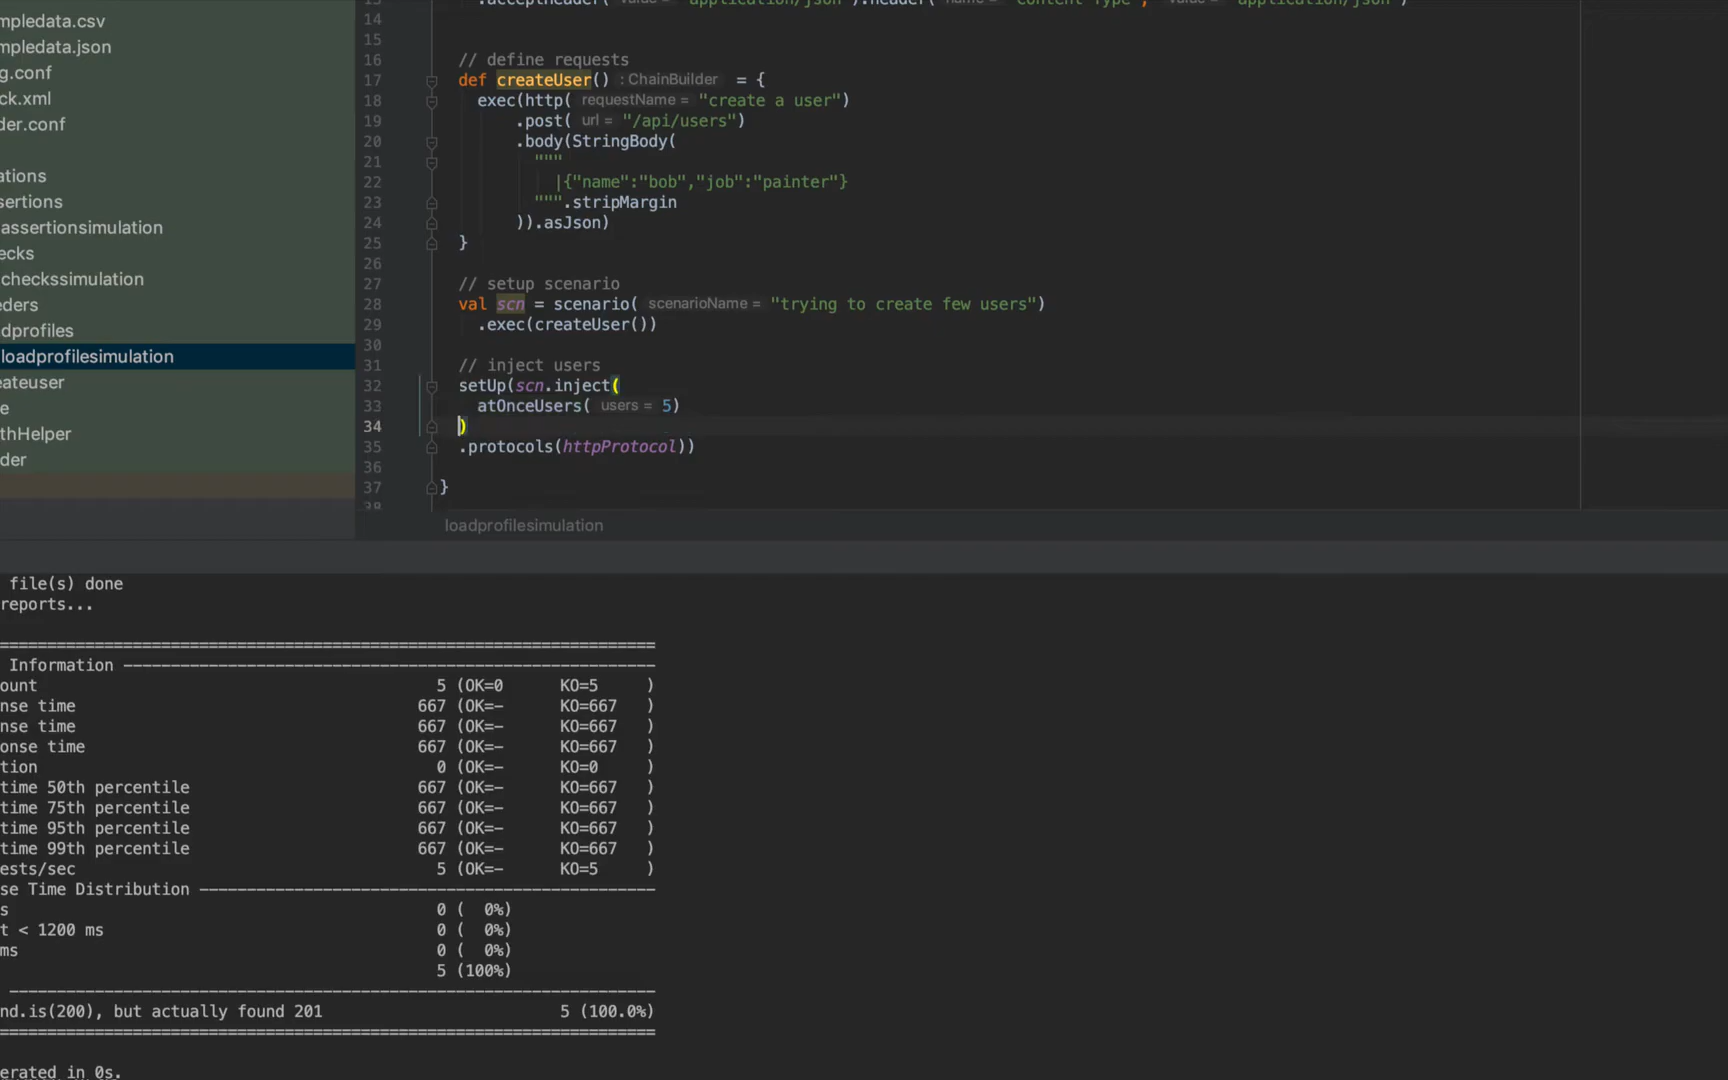 mpledata.csv
mpledata.json
g.conf
ck.xml
der.conf
ations
sertions
assertionsimulation
ecks
checkssimulation
eders
dprofiles
loadprofilesimulation
eateuser
e
thHelper
der
14
15
16 // define requests
17 def createUser() : ChainBuilder = {
18 exec(http( requestName = "create a user")
19 .post( url = "/api/users")
20 .body(StringBody(
21 """
22 |{"name":"bob","job":"painter"}
23 """.stripMargin
24 )).asJson)
25 }
26
27 // setup scenario
28 val scn = scenario( scenarioName = "trying to create few users")
29 .exec(createUser())
30
31 // inject users
32 setUp(scn.inject(
33 atOnceUsers( users = 5)
34 )
35 .protocols(httpProtocol))
36
37 }
38
loadprofilesimulation
file(s) done
reports...
================================================================================
Information ---------------------------------------------------------
ount 5 (OK=0 KO=5 )
nse time 667 (OK=- KO=667 )
nse time 667 (OK=- KO=667 )
onse time 667 (OK=- KO=667 )
tion 0 (OK=- KO=0 )
time 50th percentile 667 (OK=- KO=667 )
time 75th percentile 667 (OK=- KO=667 )
time 95th percentile 667 (OK=- KO=667 )
time 99th percentile 667 (OK=- KO=667 )
ests/sec 5 (OK=- KO=5 )
se Time Distribution ------------------------------------------------
s 0 ( 0%)
t < 1200 ms 0 ( 0%)
ms 0 ( 0%)
5 (100%)
--------------------------------------------------------------------
nd.is(200), but actually found 201 5 (100.0%)
================================================================================
erated in 0s.